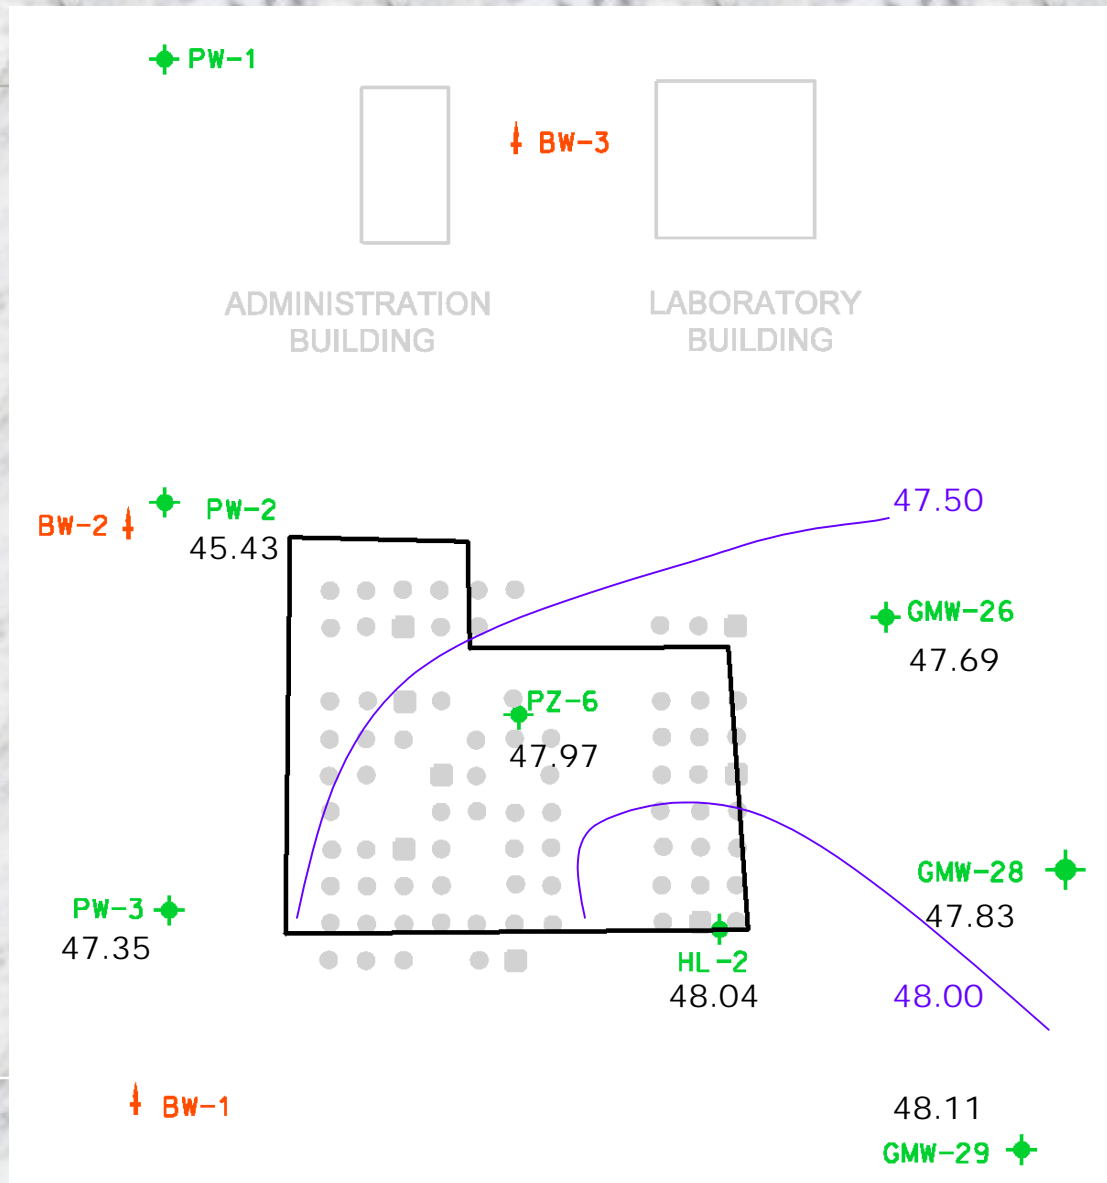 PW-1
BW-3
ADMINISTRATION
BUILDING
LABORATORY
BUILDING
47.50
PW-2
BW-2
45.43
GMW-26
47.69
PZ-6
47.97
GMW-28
47.83
PW-3
47.35
HL-2
48.04
48.00
BW-1
48.11
GMW-29